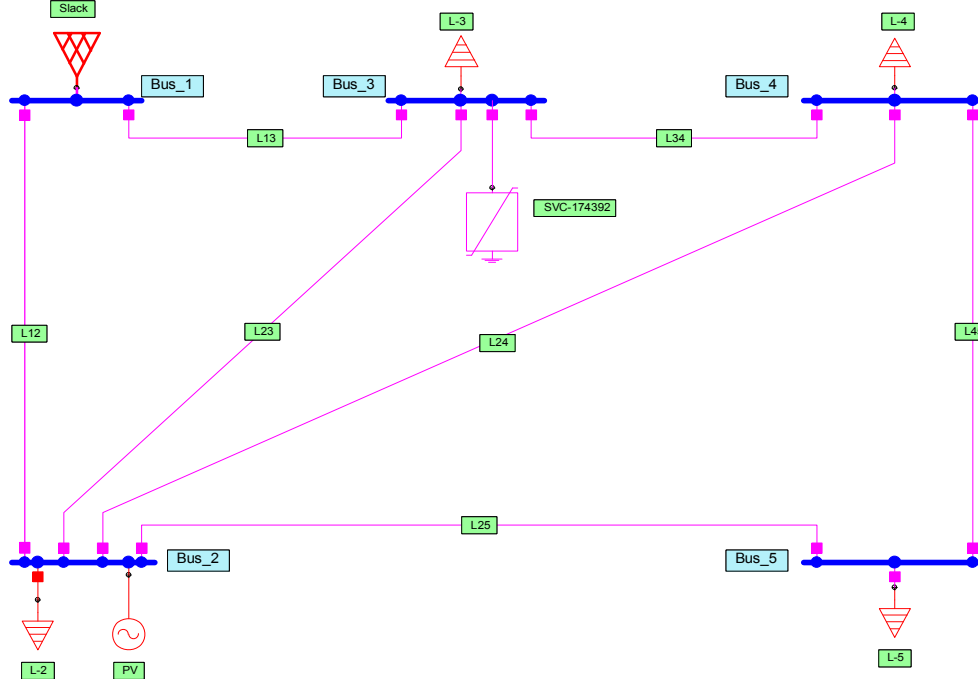 Slack
L-3
L-4
Bus_1
Bus_3
Bus_4
L13
L34
SVC-174392
L12
L23
L24
L25
Bus_2
Bus_5
L-2
PV
L-5